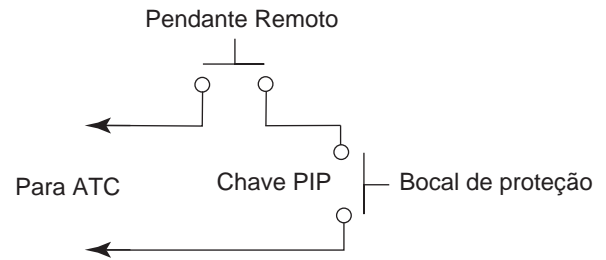 Pendante Remoto
Para ATC
Chave PIP
Bocal de proteção